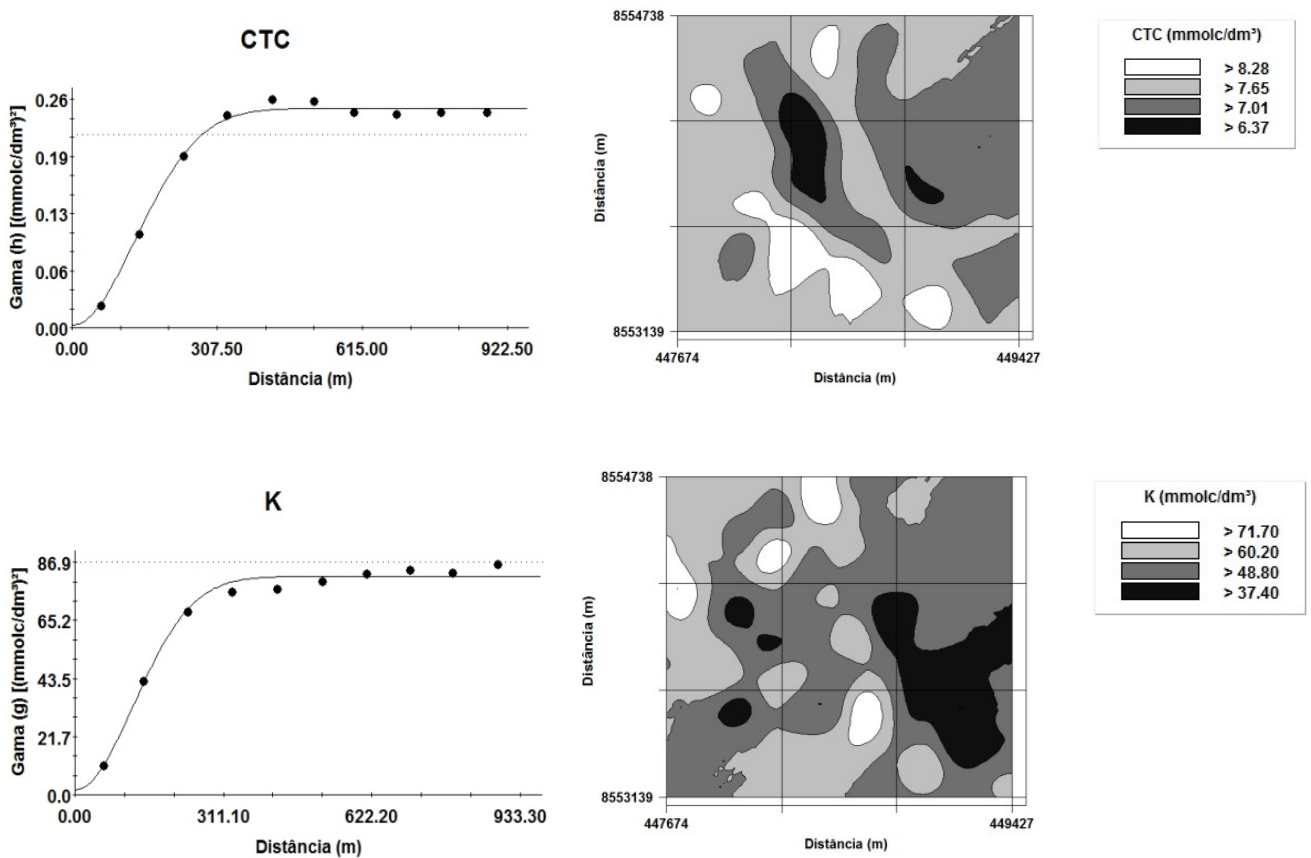 CTC
Gama (h) [(mmolc/dm³)²]
0.26
0.19
0.13
0.06
0.00
0.00 307.50 615.00 922.50
Distância (m)
8554738
Distância (m)
8553139
447674 449427
Distância (m)
CTC (mmolc/dm³)
> 8.28
> 7.65
> 7.01
> 6.37
K
Gama (g) [(mmolc/dm³)²]
86.9
65.2
43.5
21.7
0.0
0.00 311.10 622.20 933.30
Distância (m)
8554738
Distância (m)
8553139
447674 449427
Distância (m)
K (mmolc/dm³)
> 71.70
> 60.20
> 48.80
> 37.40